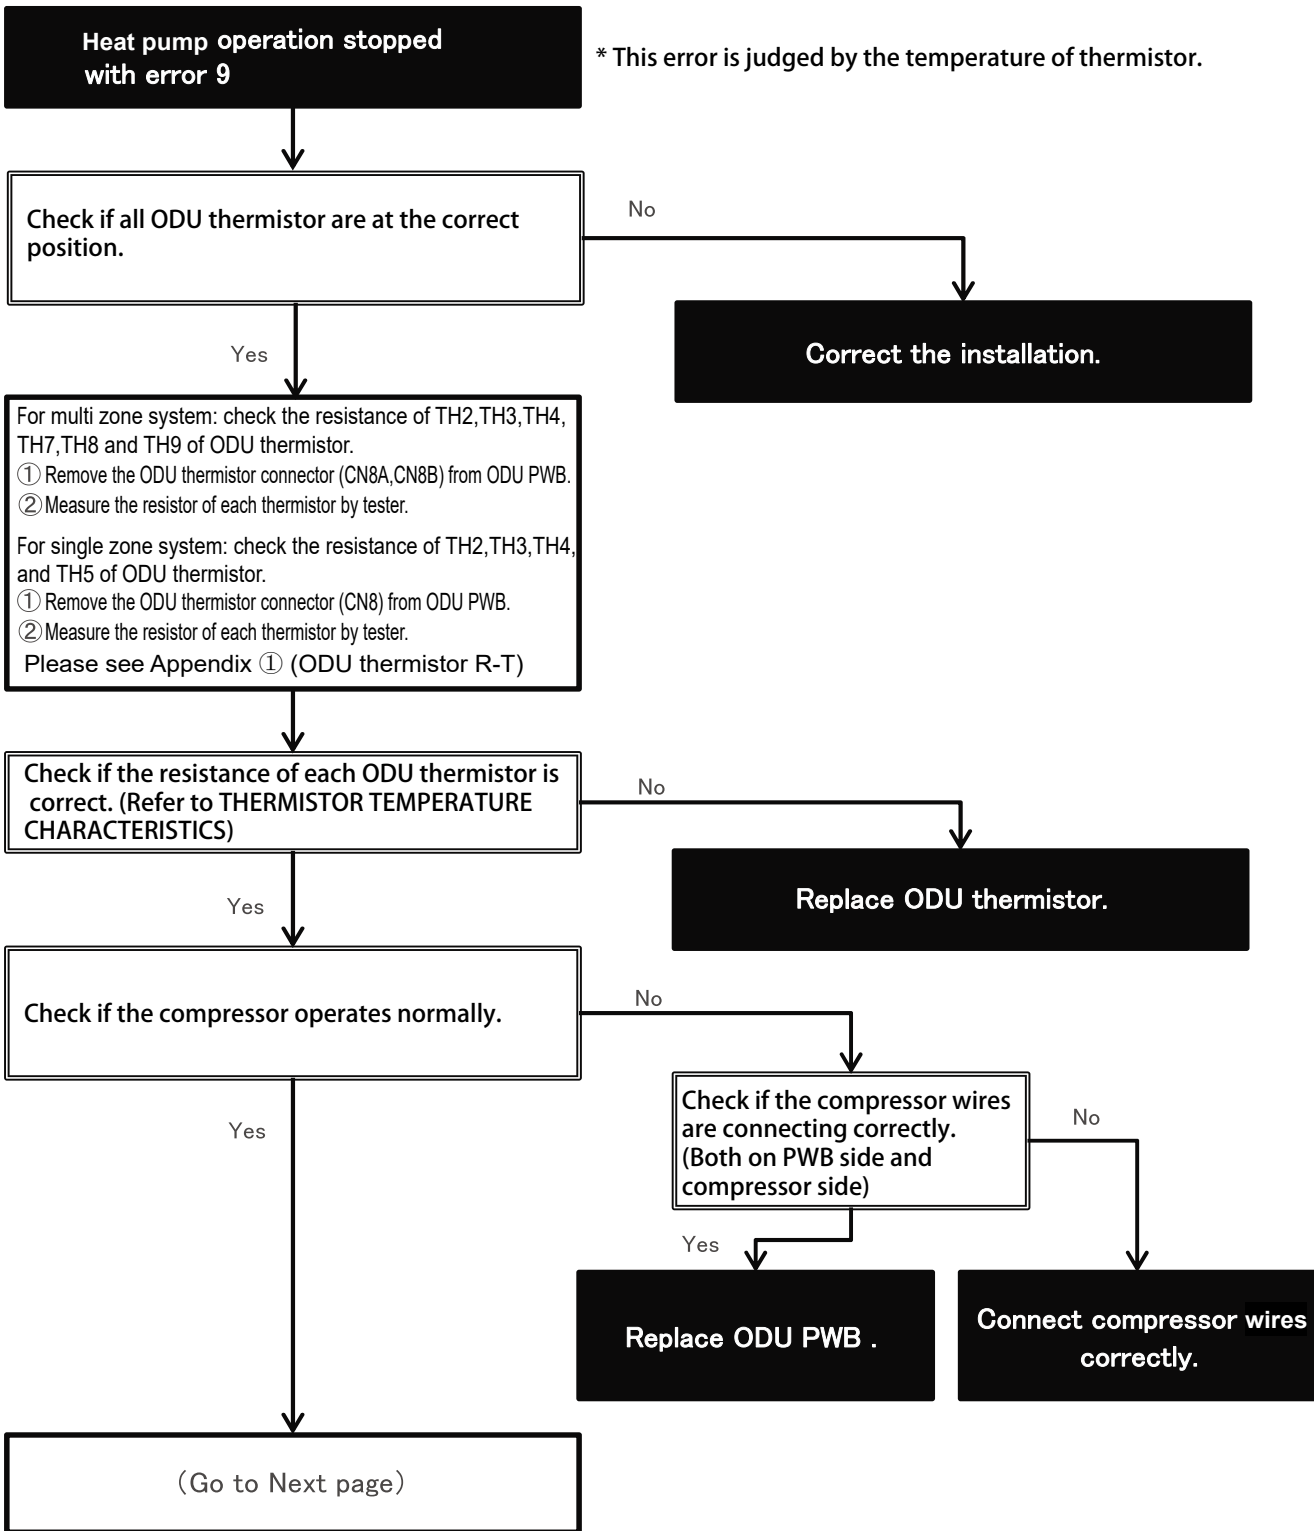 Heat pump operation stopped
with error 9
* This error is judged by the temperature of thermistor.
Check if all ODU thermistor are at the correct
position.
No
Correct the installation.
Yes
For multi zone system: check the resistance of TH2,TH3,TH4,
TH7,TH8 and TH9 of ODU thermistor.
① Remove the ODU thermistor connector (CN8A,CN8B) from ODU PWB.
② Measure the resistor of each thermistor by tester.
For single zone system: check the resistance of TH2,TH3,TH4,
and TH5 of ODU thermistor.
① Remove the ODU thermistor connector (CN8) from ODU PWB.
② Measure the resistor of each thermistor by tester.
Please see Appendix ① (ODU thermistor R-T)
Check if the resistance of each ODU thermistor is
correct. (Refer to THERMISTOR TEMPERATURE
CHARACTERISTICS)
No
Replace ODU thermistor.
Yes
Check if the compressor operates normally.
No
Check if the compressor wires
are connecting correctly.
(Both on PWB side and
compressor side)
No
Yes
Yes
Replace ODU PWB .
Connect compressor wires
correctly.
(Go to Next page)